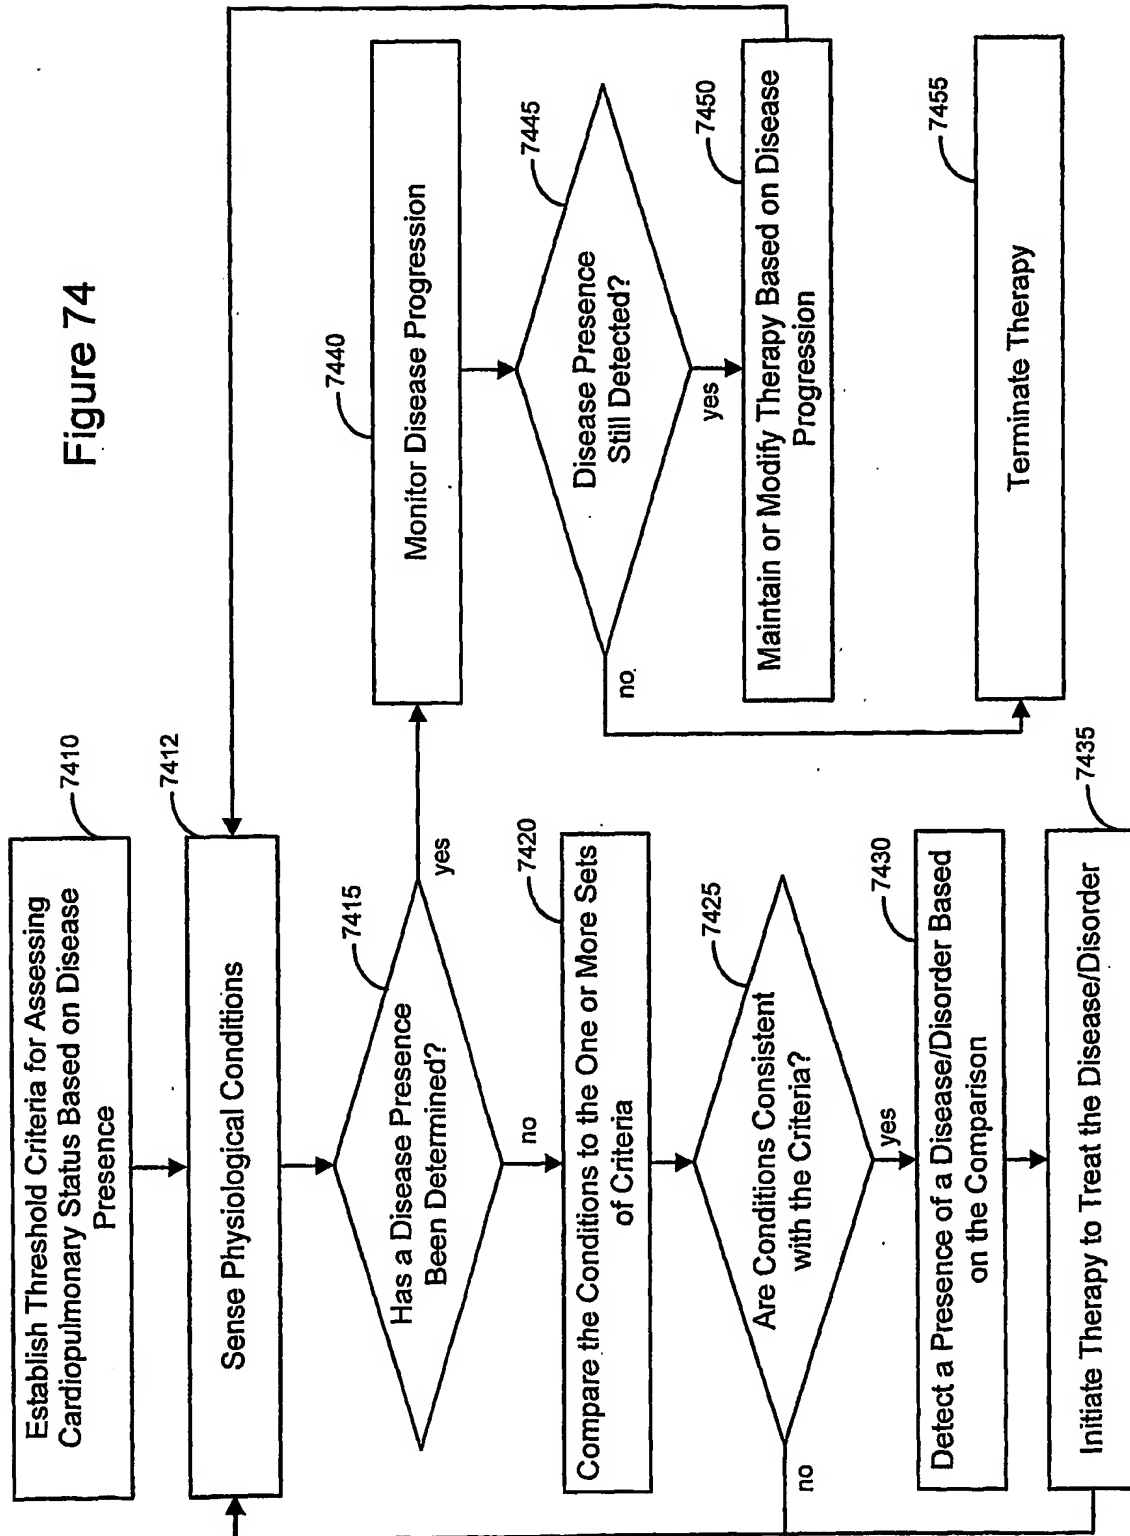 Figure 74
Establish Threshold Criteria for Assessing
Cardiopulmonary Status Based on Disease
Presence
7410
Sense Physiological Conditions
7412
Has a Disease Presence
Been Determined?
7415
yes
no
Compare the Conditions to the One or More Sets
of Criteria
7420
Are Conditions Consistent
with the Criteria?
7425
no
yes
Detect a Presence of a Disease/Disorder Based
on the Comparison
7430
Initiate Therapy to Treat the Disease/Disorder
7435
Monitor Disease Progression
7440
Disease Presence
Still Detected?
7445
no
yes
Maintain or Modify Therapy Based on Disease
Progression
7450
Terminate Therapy
7455